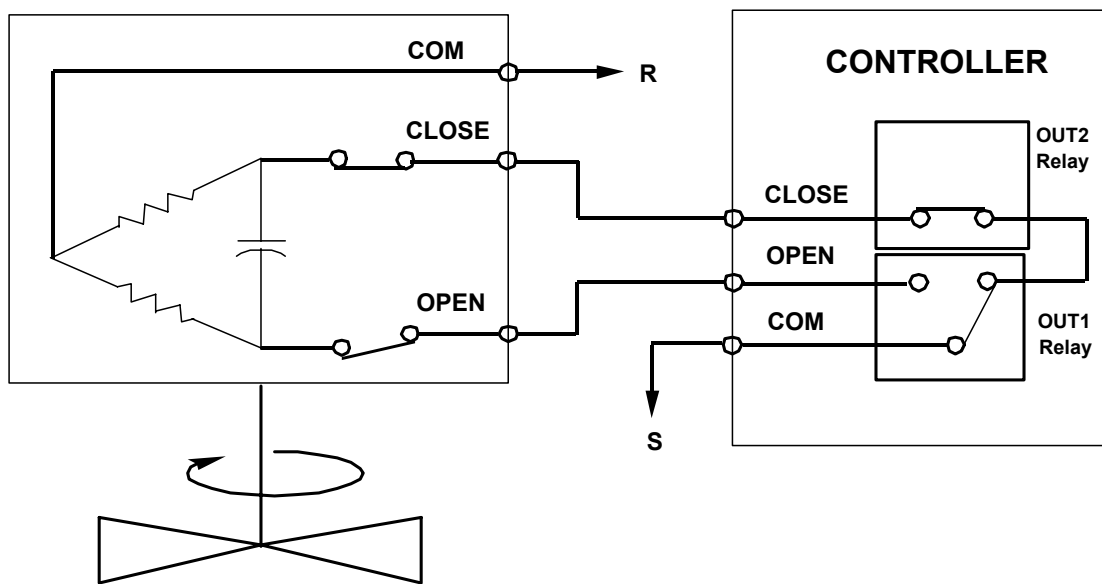 COM
R
CLOSE
OPEN
CONTROLLER
OUT2
Relay
CLOSE
OPEN
COM
OUT1
Relay
S